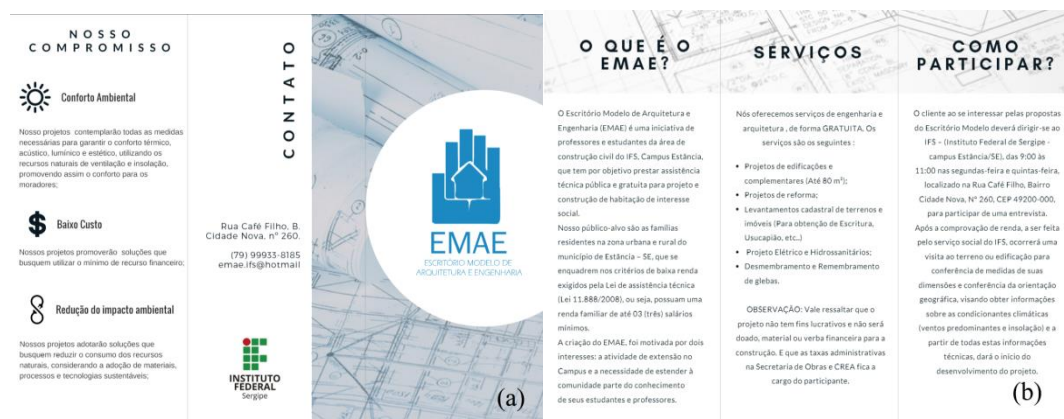 NOSSO
COMPROMISSO
Conforto Ambiental
Nosso projetos contemplarão todas as medidas
necessárias para garantir o conforto térmico,
acústico, lumínico e estético, utilizando os
recursos naturais de ventilação e insolação,
promovendo assim o conforto para os
moradores;
Baixo Custo
Nossos projetos promoverão soluções que
busquem utilizar o mínimo de recurso financeiro;
Redução do impacto ambiental
Nossos projetos adotarão soluções que
busquem reduzir o consumo dos recursos
naturais, considerando a adoção de materiais,
processos e tecnologias sustentáveis;
CONTATO
Rua Café Filho, B.
Cidade Nova, nº 260.
(79) 99933-8185
emae.ifs@hotmail
INSTITUTO
FEDERAL
Sergipe
EMAE
ESCRITÓRIO MODELO DE
ARQUITETURA E ENGENHARIA
(a)
O QUE É O
EMAE?
O Escritório Modelo de Arquitetura e
Engenharia (EMAE) é uma iniciativa de
professores e estudantes da área de
construção civil do IFS, Campus Estância,
que tem por objetivo prestar assistência
técnica pública e gratuita para projeto e
construção de habitação de interesse
social.
Nosso público-alvo são as famílias
residentes na zona urbana e rural do
município de Estância – SE, que se
enquadrem nos critérios de baixa renda
exigidos pela Lei de assistência técnica
(Lei 11.888/2008), ou seja, possuam uma
renda familiar de até 03 (três) salários
mínimos.
A criação do EMAE, foi motivada por dois
interesses: a atividade de extensão no
Campus e a necessidade de estender à
comunidade parte do conhecimento
de seus estudantes e professores.
SERVIÇOS
Nós oferecemos serviços de engenharia e
arquitetura , de forma GRATUITA. Os
serviços são os seguintes :
• Projetos de edificações e
complementares (Até 80 m²);
• Projetos de reforma;
• Levantamentos cadastral de terrenos e
imóveis (Para obtenção de Escritura,
Usucapião, etc..)
• Projeto Elétrico e Hidrossanitários;
• Desmembramento e Remembramento
de glebas.
OBSERVAÇÃO: Vale ressaltar que o
projeto não tem fins lucrativos e não será
doado, material ou verba financeira para a
construção. E que as taxas administrativas
na Secretaria de Obras e CREA fica a
cargo do participante.
COMO
PARTICIPAR?
O cliente ao se interessar pelas propostas
do Escritório Modelo deverá dirigir-se ao
IFS – (Instituto Federal de Sergipe -
campus Estância/SE), das 9:00 às
11:00 nas segundas-feira e quintas-feira,
localizado na Rua Café Filho, Bairro
Cidade Nova, Nº 260, CEP 49200-000,
para participar de uma entrevista.
Após a comprovação de renda, a ser feita
pelo serviço social do IFS, ocorrerá uma
visita ao terreno ou edificação para
conferência de medidas de suas
dimensões e conferência da orientação
geográfica, visando obter informações
sobre as condicionantes climáticas
(ventos predominantes e insolação) e a
partir de todas estas informações
técnicas, dará o início do
desenvolvimento do projeto.
(b)